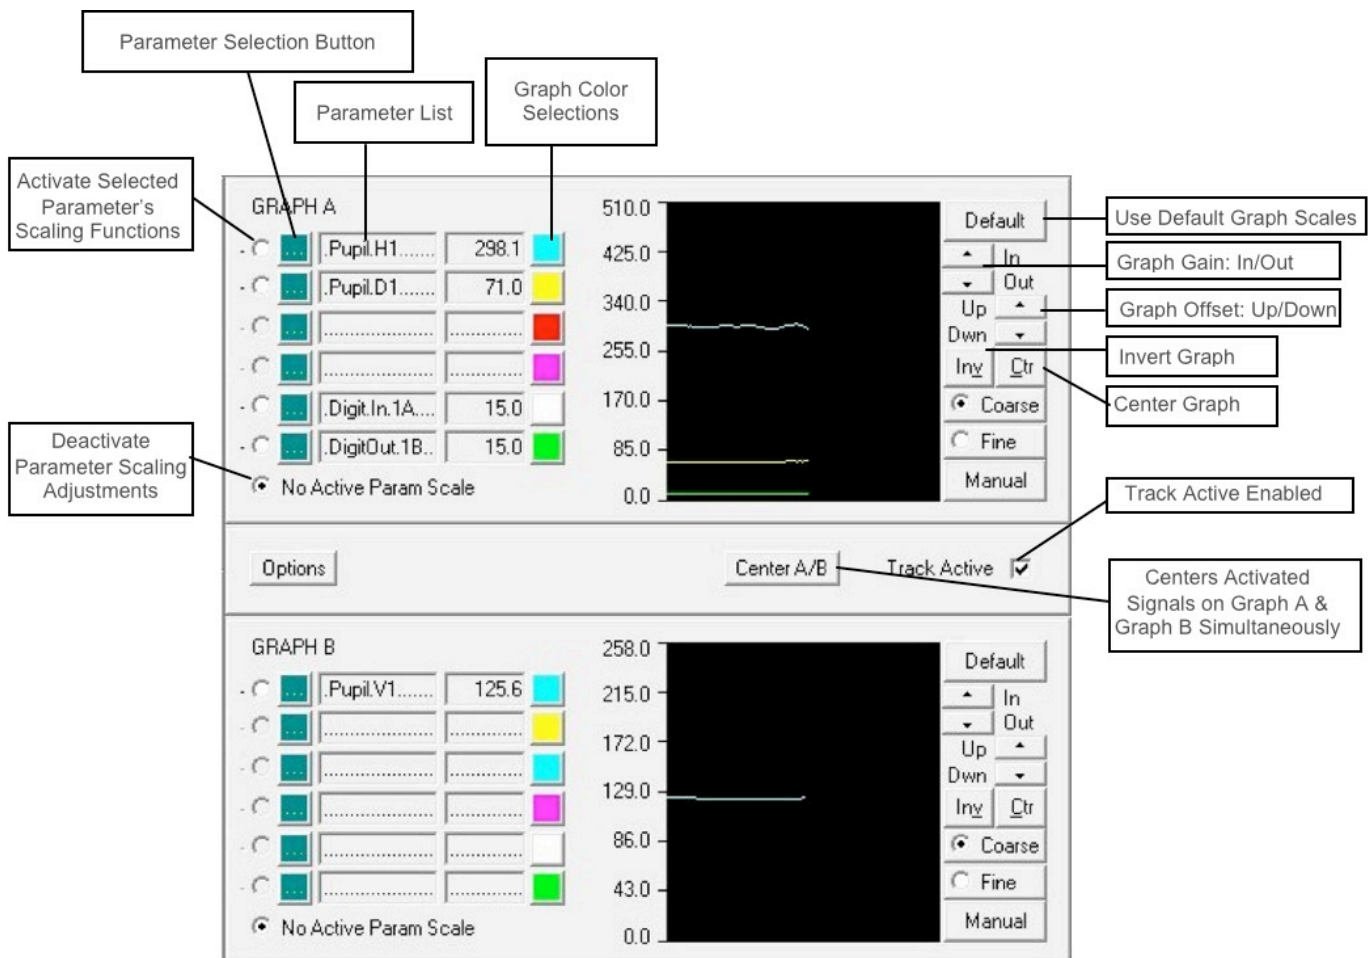 Parameter Selection Button
Parameter List
Graph Color
Selections
Activate Selected
Parameter's
Scaling Functions
Deactivate
Parameter Scaling
Adjustments
GRAPH A
... .Pupil.H1....... 298.1
... .Pupil.D1....... 71.0
... ...................... ...............
... ...................... ...............
... .Digit.In.1A.... 15.0
... .DigitOut.1B.. 15.0
No Active Param Scale
510.0
425.0
340.0
255.0
170.0
85.0
0.0
Default
In
Out
Up
Dwn
Inv Ctr
Coarse
Fine
Manual
Use Default Graph Scales
Graph Gain: In/Out
Graph Offset: Up/Down
Invert Graph
Center Graph
Track Active Enabled
Centers Activated
Signals on Graph A &
Graph B Simultaneously
Options Center A/B Track Active
GRAPH B
... .Pupil.V1....... 125.6
... ...................... ...............
... ...................... ...............
... ...................... ...............
... ...................... ...............
... ...................... ...............
No Active Param Scale
258.0
215.0
172.0
129.0
86.0
43.0
0.0
Default
In
Out
Up
Dwn
Inv Ctr
Coarse
Fine
Manual